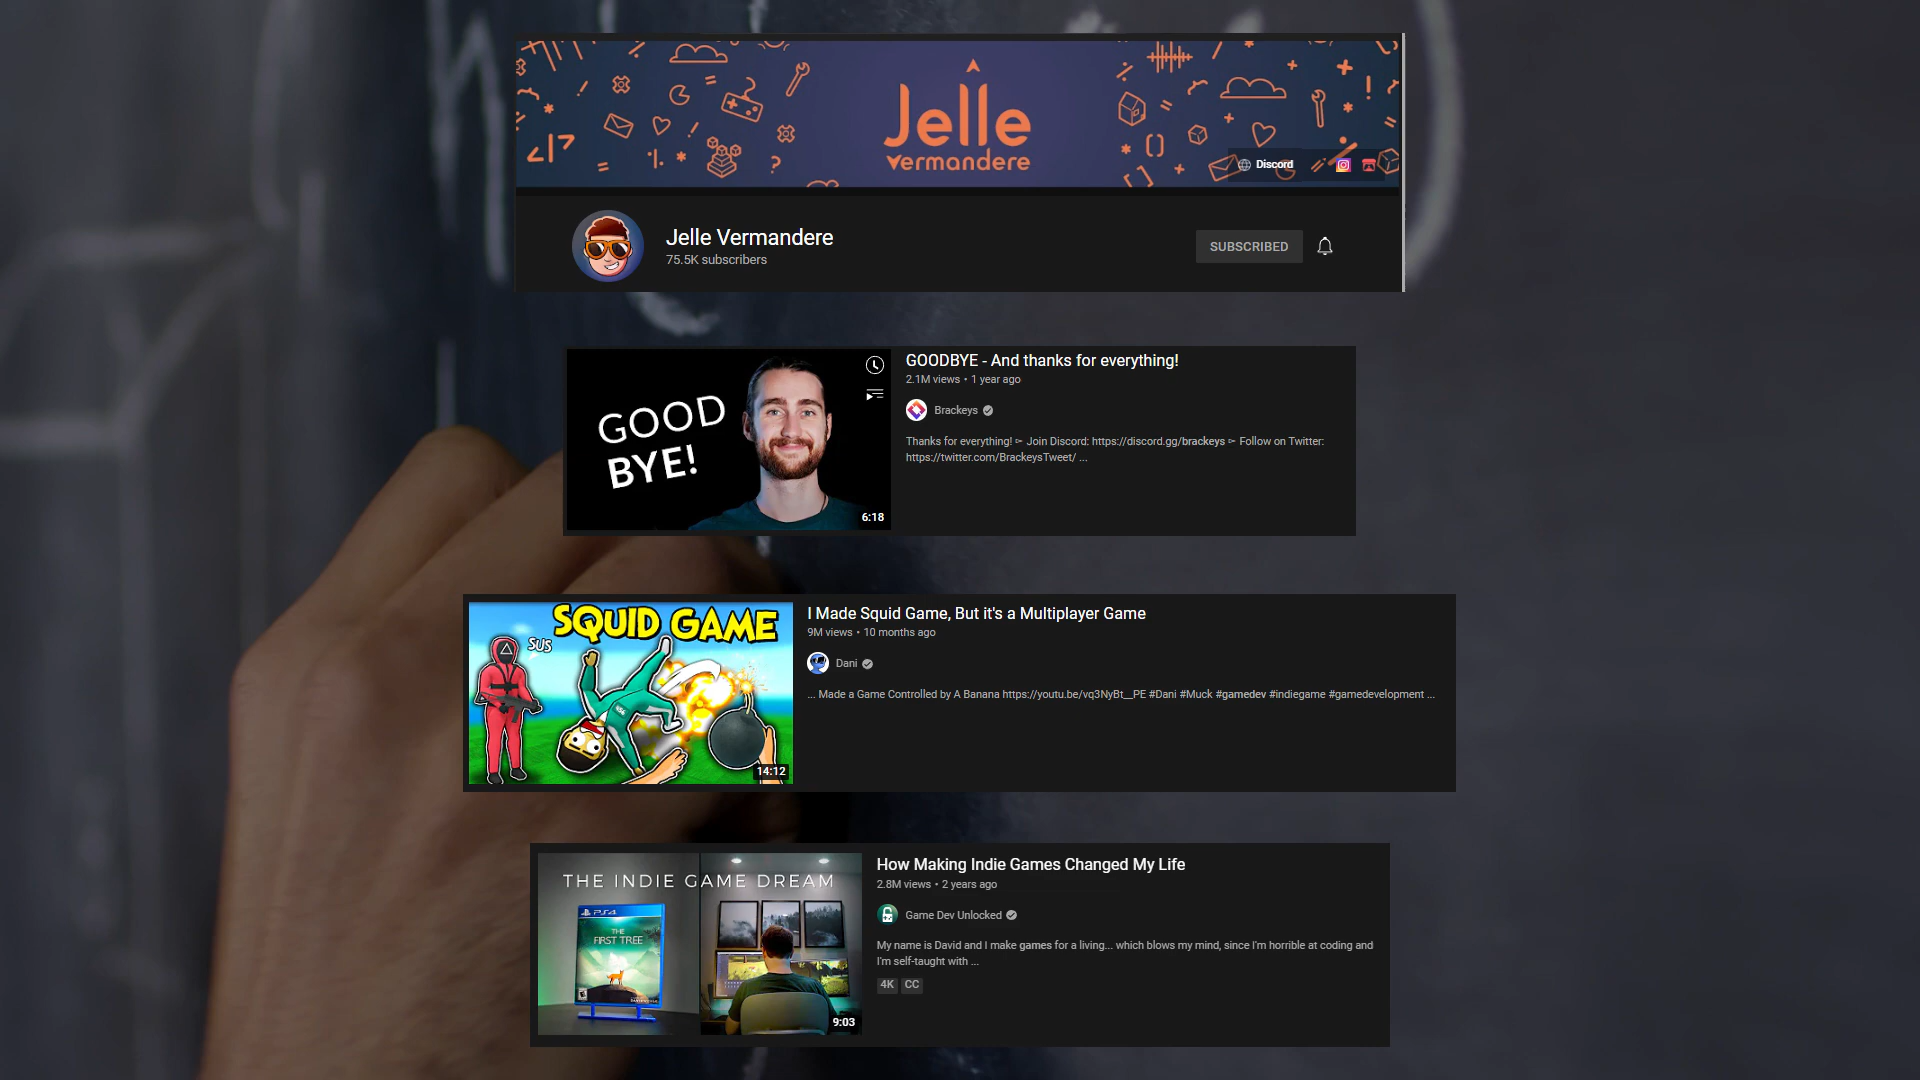 Jelle
vermandere
Discord
Jelle Vermandere
75.5K subscribers
SUBSCRIBED
GOOD
BYE!
6:18
GOODBYE - And thanks for everything!
2.1M views • 1 year ago
Brackeys
Thanks for everything! ► Join Discord: https://discord.gg/brackeys ► Follow on Twitter:
https://twitter.com/BrackeysTweet/ ...
SQUID GAME
SUS
456
14:12
I Made Squid Game, But it's a Multiplayer Game
9M views • 10 months ago
Dani
... Made a Game Controlled by A Banana https://youtu.be/vq3NyBt__PE #Dani #Muck #gamedev #indiegame #gamedevelopment ...
THE INDIE GAME DREAM
PS4
THE
FIRST TREE
9:03
How Making Indie Games Changed My Life
2.8M views • 2 years ago
Game Dev Unlocked
My name is David and I make games for a living... which blows my mind, since I'm horrible at coding and
I'm self-taught with ...
4K CC